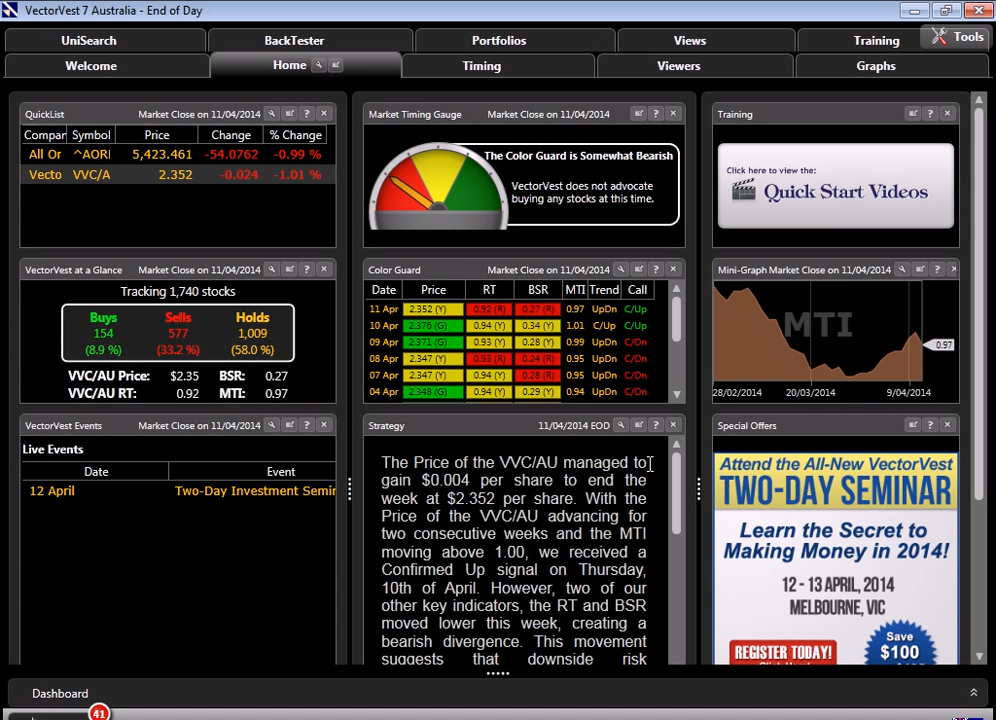 VectorVest 7 Australia - End of Day
UniSearch
BackTester
Portfolios
Views
Training
Tools
Welcome
Home
Timing
Viewers
Graphs
QuickList Market Close on 11/04/2014
Compar Symbol Price Change % Change
All Or ^AORI 5,423.461 -54.0762 -0.99 %
Vecto VVC/A 2.352 -0.024 -1.01 %
Market Timing Gauge Market Close on 11/04/2014
The Color Guard is Somewhat Bearish
VectorVest does not advocate
buying any stocks at this time.
Training
Click here to view the:
Quick Start Videos
VectorVest at a Glance Market Close on 11/04/2014
Tracking 1,740 stocks
Buys Sells Holds
154 577 1,009
(8.9 %) (33.2 %) (58.0 %)
VVC/AU Price: $2.35 BSR: 0.27
VVC/AU RT: 0.92 MTI: 0.97
Color Guard Market Close on 11/04/2014
Date Price RT BSR MTI Trend Call
11 Apr 2.352 (Y) 0.92 (R) 0.27 (R) 0.97 UpDn C/Up
10 Apr 2.376 (G) 0.94 (Y) 0.34 (Y) 1.01 C/Up C/Up
09 Apr 2.371 (G) 0.93 (Y) 0.28 (R) 0.99 UpDn C/Dn
08 Apr 2.347 (Y) 0.93 (R) 0.24 (R) 0.95 UpDn C/Dn
07 Apr 2.347 (Y) 0.94 (Y) 0.28 (R) 0.95 UpDn C/Dn
04 Apr 2.348 (G) 0.94 (Y) 0.29 (Y) 0.94 UpDn C/Dn
Mini-Graph Market Close on 11/04/2014
MTI
0.97
28/02/2014 20/03/2014 9/04/2014
VectorVest Events Market Close on 11/04/2014
Live Events
Date Event
12 April Two-Day Investment Semir
Strategy 11/04/2014 EOD
The Price of the VVC/AU managed to
gain $0.004 per share to end the
week at $2.352 per share. With the
Price of the VVC/AU advancing for
two consecutive weeks and the MTI
moving above 1.00, we received a
Confirmed Up signal on Thursday,
10th of April. However, two of our
other key indicators, the RT and BSR
moved lower this week, creating a
bearish divergence. This movement
suggests that downside risk
Special Offers
Attend the All-New VectorVest
TWO-DAY SEMINAR
Learn the Secret to
Making Money in 2014!
12 - 13 APRIL, 2014
MELBOURNE, VIC
REGISTER TODAY!
Save
$100
Dashboard
41